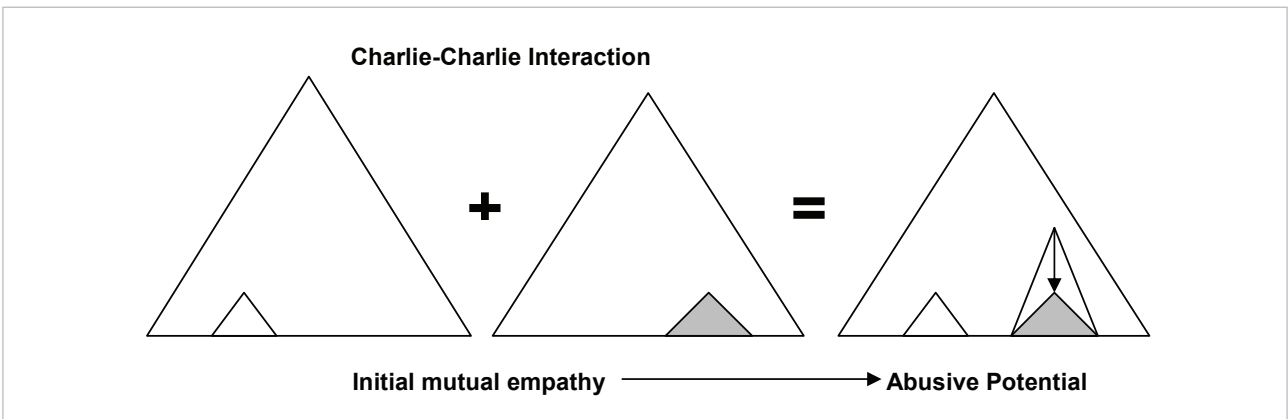 Charlie-Charlie Interaction
+ =
Initial mutual empathy Abusive Potential